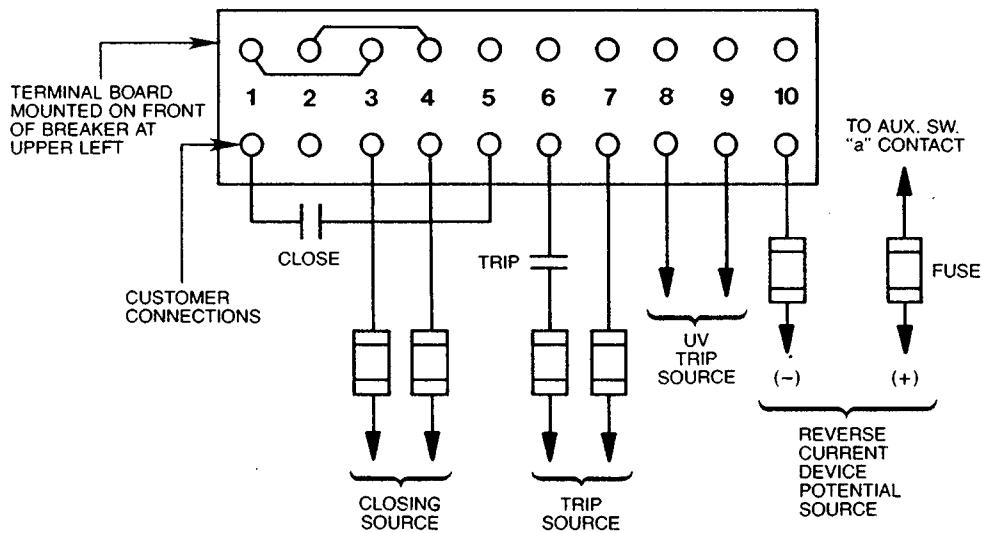 TERMINAL BOARD
MOUNTED ON FRONT
OF BREAKER AT
UPPER LEFT
1 2 3 4 5 6 7 8 9 10
TO AUX. SW.
"a" CONTACT
CLOSE
TRIP
FUSE
CUSTOMER
CONNECTIONS
UV
TRIP
SOURCE
(-)
(+)
REVERSE
CURRENT
DEVICE
POTENTIAL
SOURCE
CLOSING
SOURCE
TRIP
SOURCE